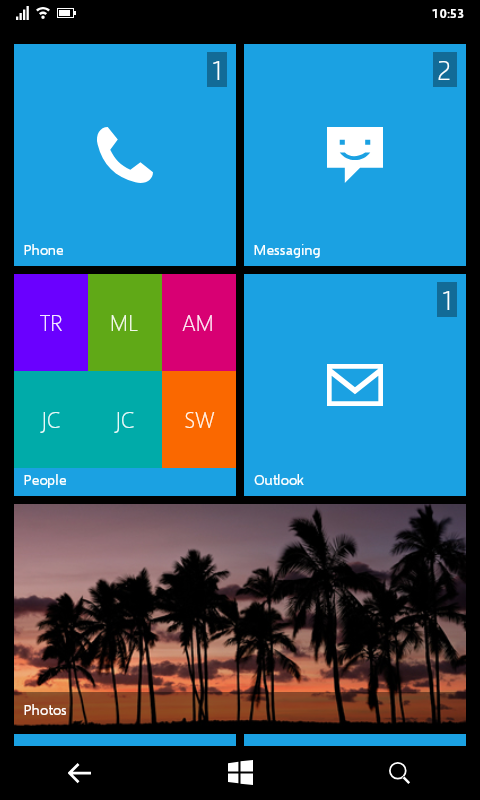 10:53
1
2
Phone
Messaging
TR ML AM
1
JC JC SW
People
Outlook
Photos